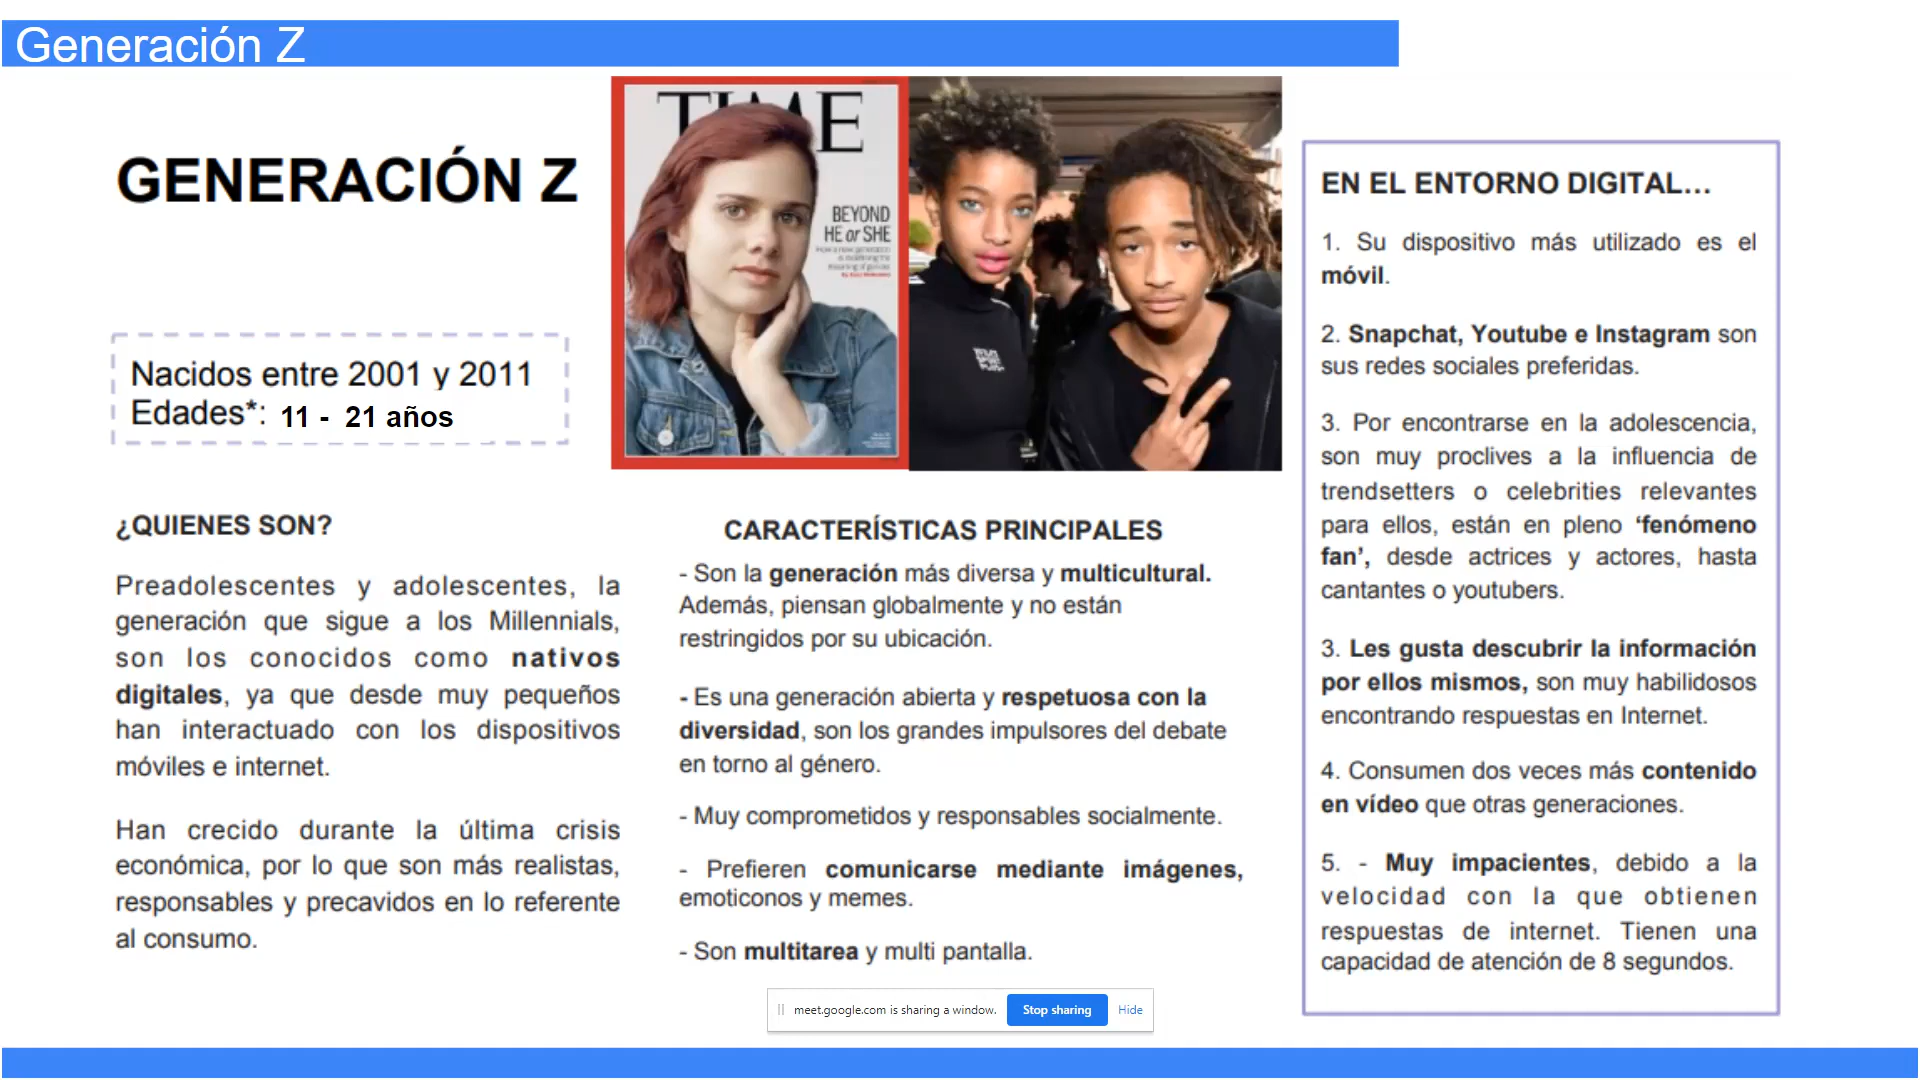 Generación Z
GENERACIÓN Z
Nacidos entre 2001 y 2011
Edades*: 11 - 21 años
TIME
BEYOND
HE or SHE
How a new generation
is redefining the
meaning of gender
¿QUIENES SON?
Preadolescentes y adolescentes, la
generación que sigue a los Millennials,
son los conocidos como nativos
digitales, ya que desde muy pequeños
han interactuado con los dispositivos
móviles e internet.
Han crecido durante la última crisis
económica, por lo que son más realistas,
responsables y precavidos en lo referente
al consumo.
CARACTERÍSTICAS PRINCIPALES
- Son la generación más diversa y multicultural.
Además, piensan globalmente y no están
restringidos por su ubicación.
- Es una generación abierta y respetuosa con la
diversidad, son los grandes impulsores del debate
en torno al género.
- Muy comprometidos y responsables socialmente.
- Prefieren comunicarse mediante imágenes,
emoticonos y memes.
- Son multitarea y multi pantalla.
EN EL ENTORNO DIGITAL...
1. Su dispositivo más utilizado es el
móvil.
2. Snapchat, Youtube e Instagram son
sus redes sociales preferidas.
3. Por encontrarse en la adolescencia,
son muy proclives a la influencia de
trendsetters o celebrities relevantes
para ellos, están en pleno ‘fenómeno
fan’, desde actrices y actores, hasta
cantantes o youtubers.
3. Les gusta descubrir la información
por ellos mismos, son muy habilidosos
encontrando respuestas en Internet.
4. Consumen dos veces más contenido
en vídeo que otras generaciones.
5. - Muy impacientes, debido a la
velocidad con la que obtienen
respuestas de internet. Tienen una
capacidad de atención de 8 segundos.
meet.google.com is sharing a window. Stop sharing Hide